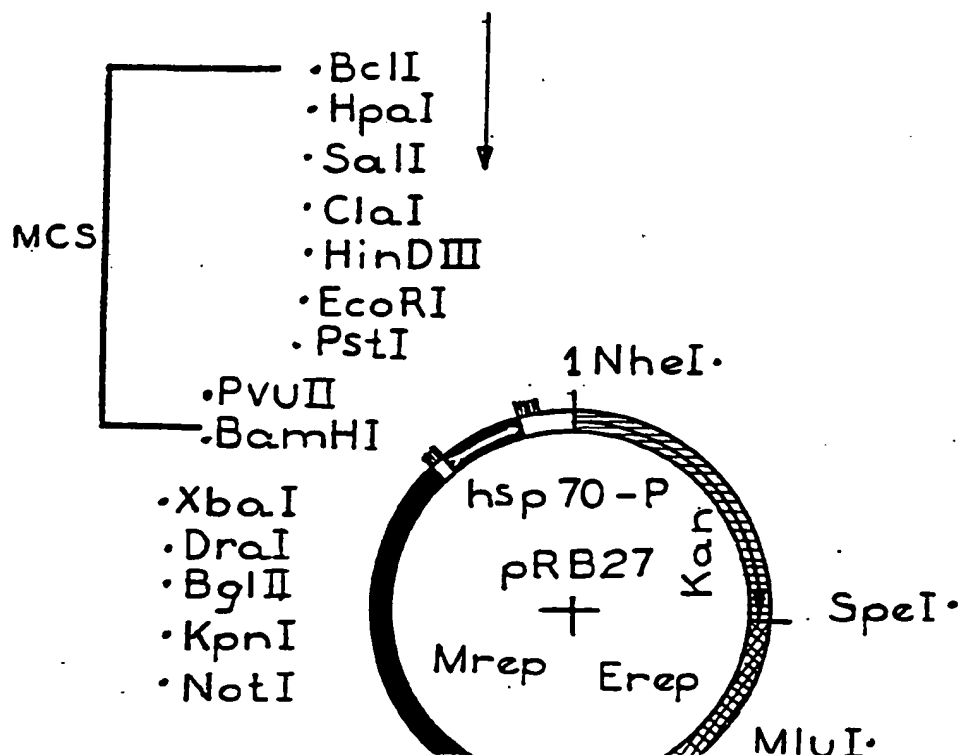 ·BclI
·HpaI
·SalI
·ClaI
MCS
·HinDIII
·EcoRI
·PstI
1 NheI·
·PvuII
·BamHI
·XbaI
·DraI
·BglII
·KpnI
·NotI
hsp70-P
Kan
pRB27
SpeI·
Mrep
Erep
MluI·